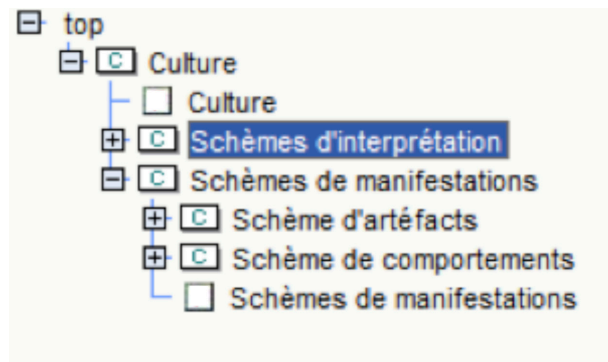 top
C Culture
Culture
C Schèmes d'interprétation
C Schèmes de manifestations
C Schème d'artéfacts
C Schème de comportements
Schèmes de manifestations